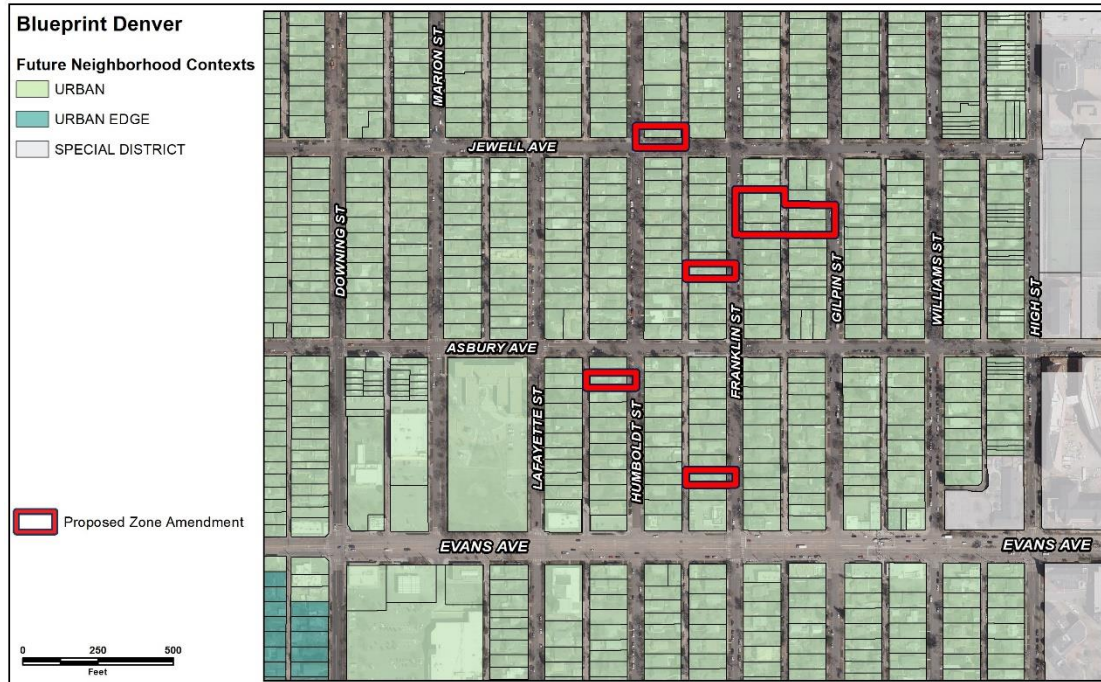 Blueprint Denver
Future Neighborhood Contexts
URBAN
URBAN EDGE
SPECIAL DISTRICT
Proposed Zone Amendment
0 250 500
Feet
MARION ST
JEWELL AVE
DOWNING ST
GILPIN ST
WILLIAMS ST
HIGH ST
FRANKLIN ST
ASBURY AVE
LAFAYETTE ST
HUMBOLDT ST
EVANS AVE
EVANS AVE